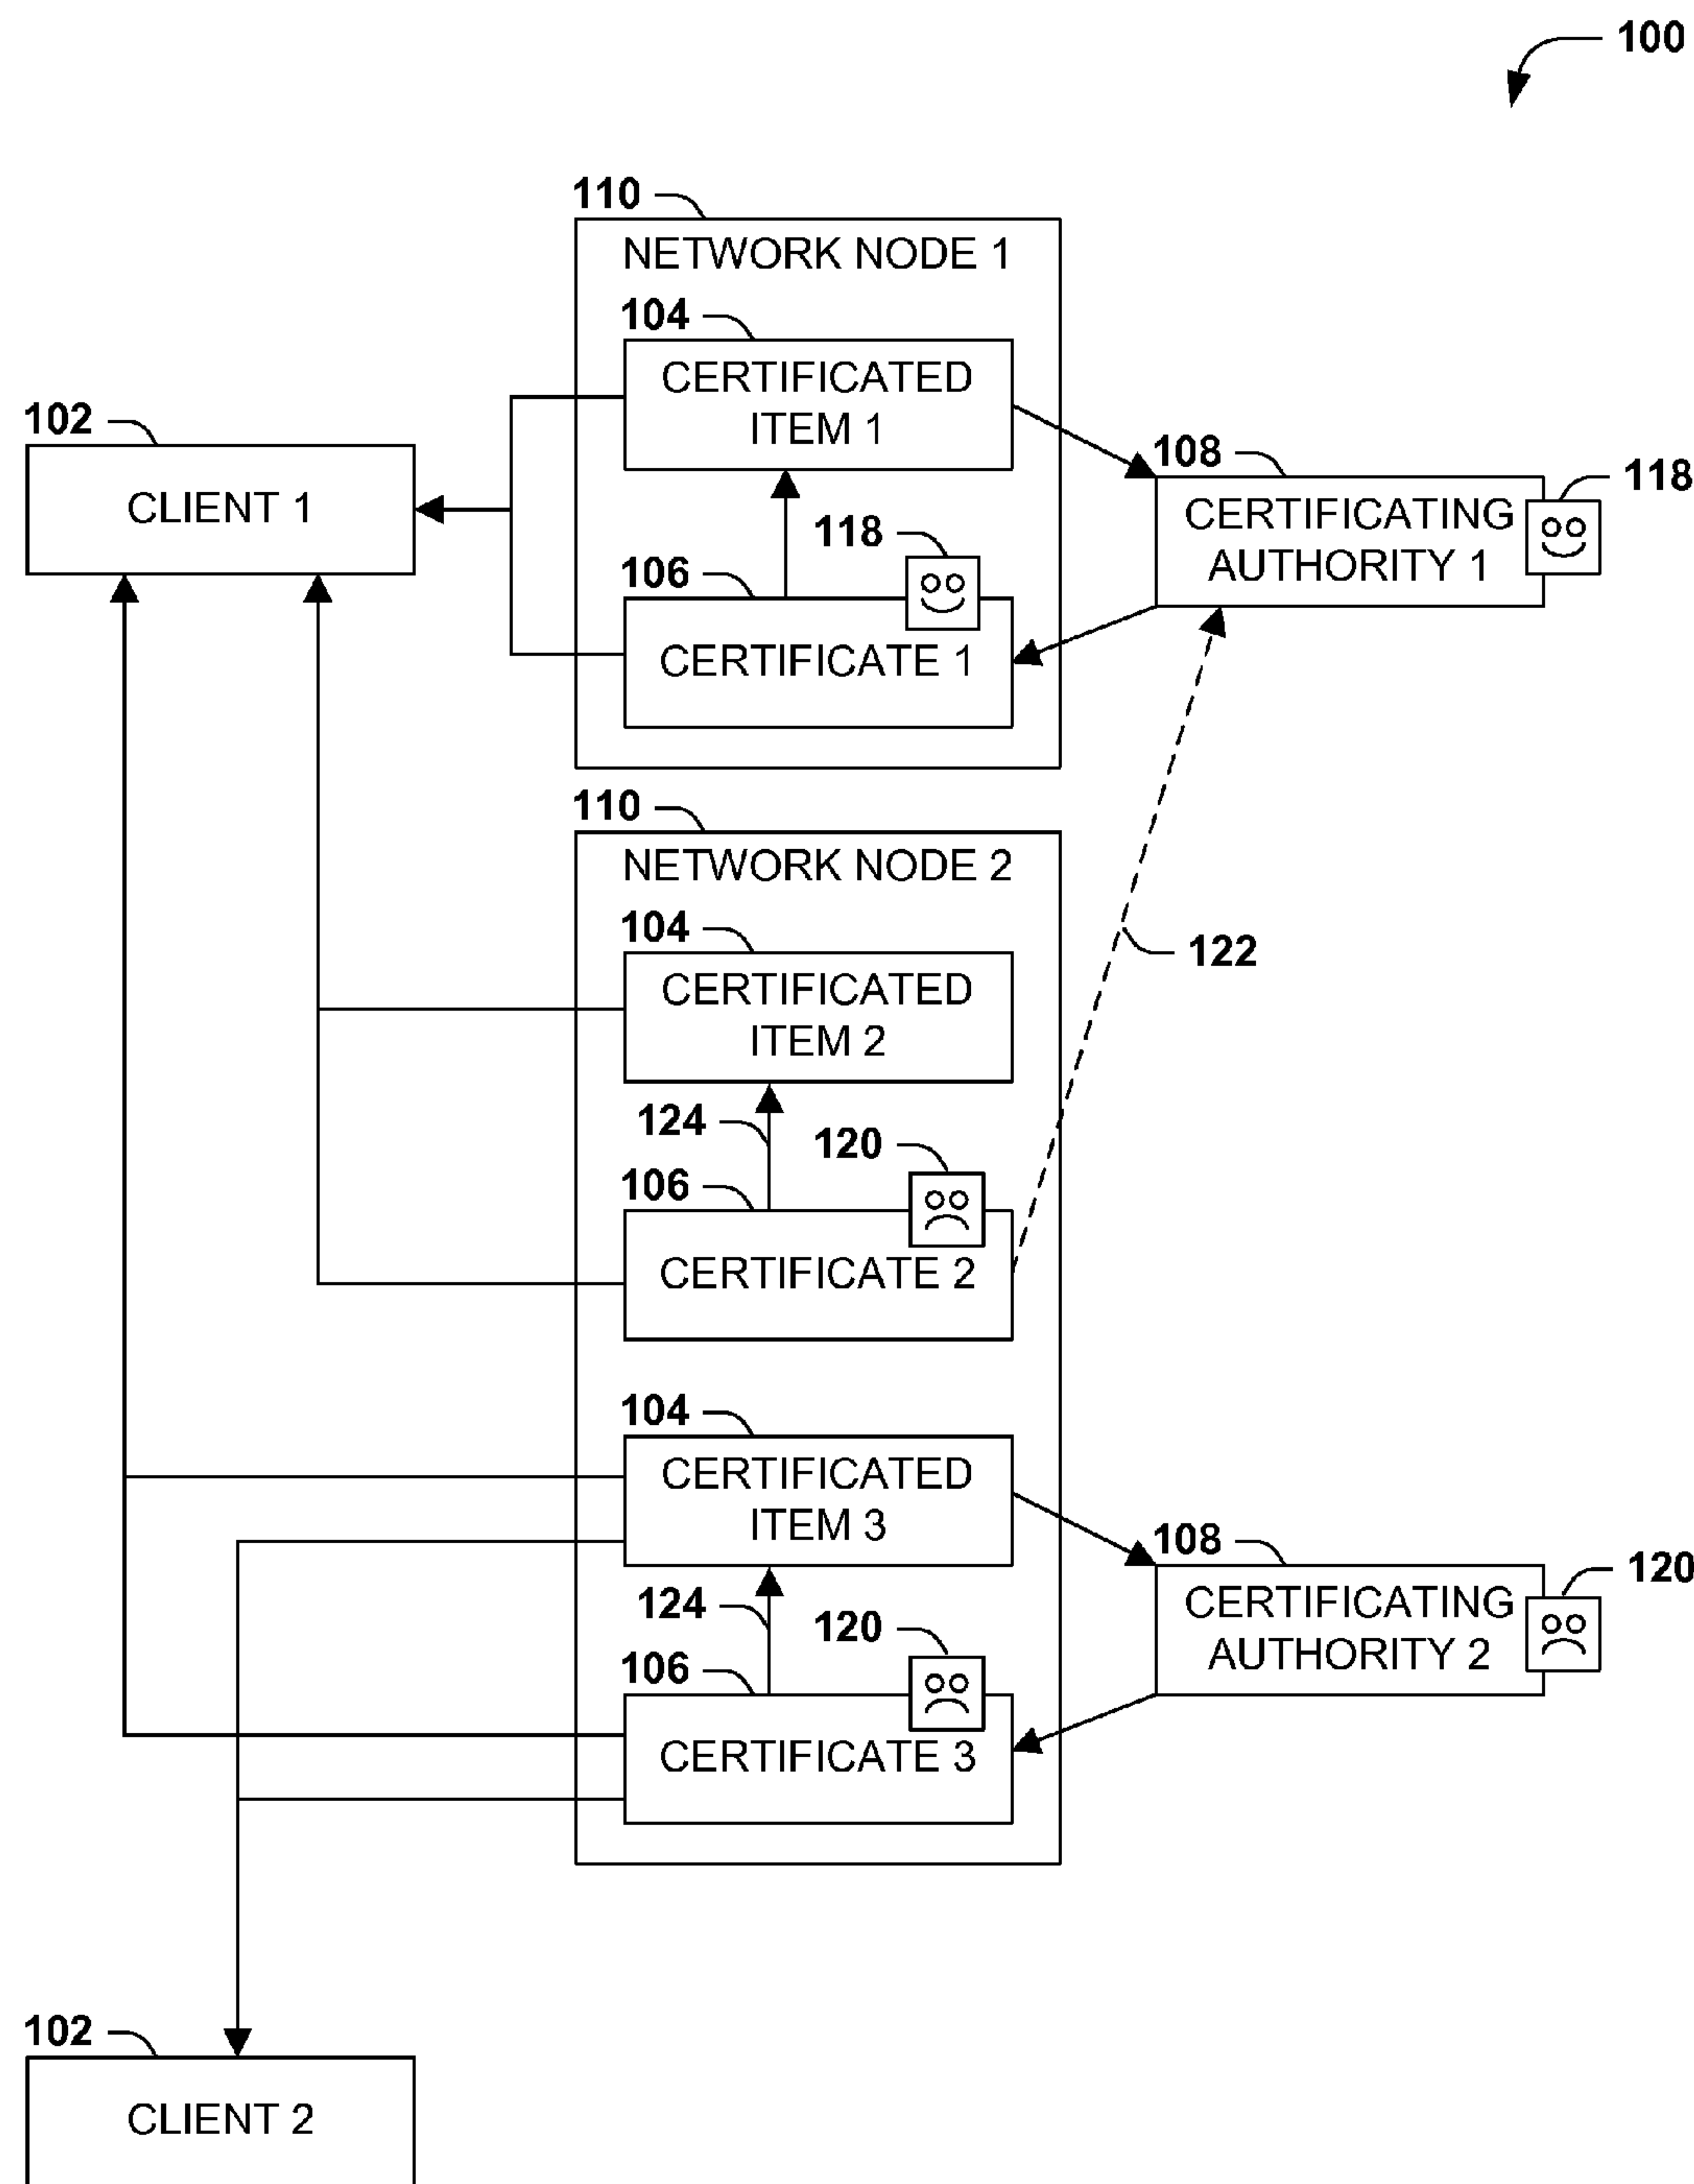 100
110
NETWORK NODE 1
104
CERTIFICATED
ITEM 1
102
CLIENT 1
108
118
CERTIFICATING
AUTHORITY 1
118
106
CERTIFICATE 1
110
NETWORK NODE 2
104
122
CERTIFICATED
ITEM 2
124
120
106
CERTIFICATE 2
104
CERTIFICATED
ITEM 3
108
120
CERTIFICATING
AUTHORITY 2
124
120
106
CERTIFICATE 3
102
CLIENT 2